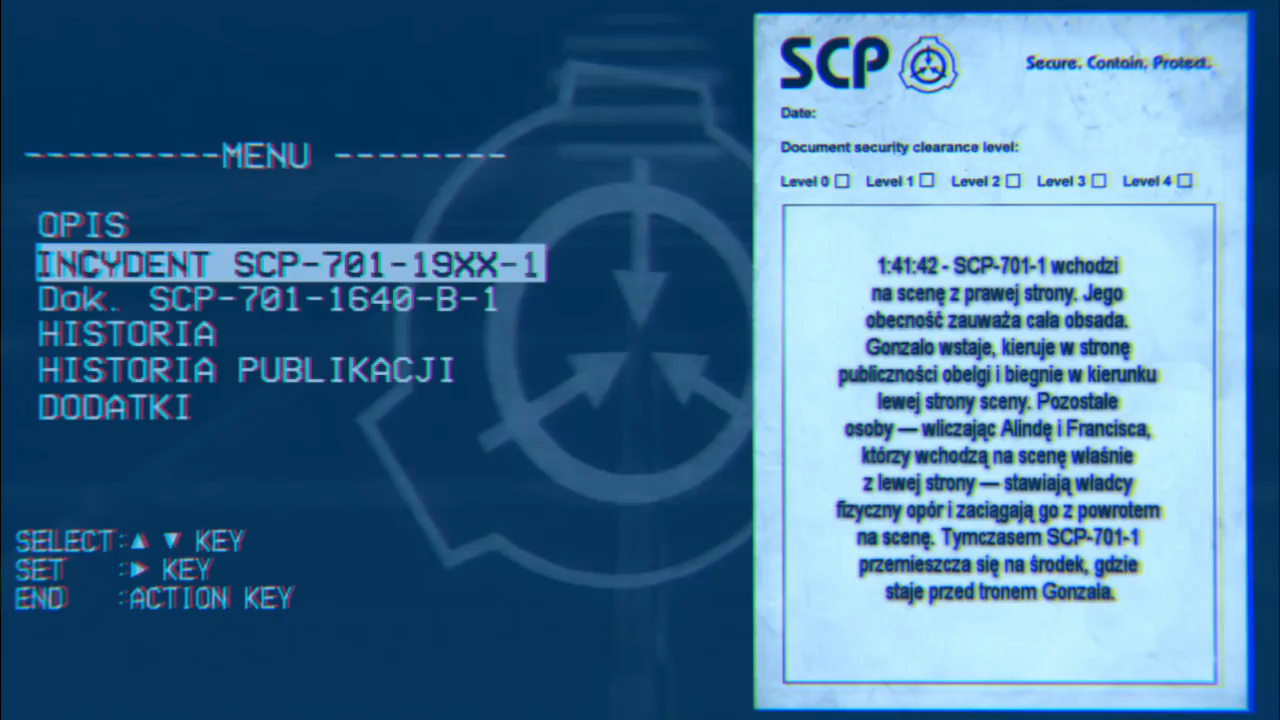 ---------MENU --------
OPIS
INCYDENT SCP-701-19XX-1
Dok. SCP-701-1640-B-1
HISTORIA
HISTORIA PUBLIKACJI
DODATKI
SELECT:▲ ▼ KEY
SET :► KEY
END :ACTION KEY
SCP
Secure. Contain. Protect.
Date:
Document security clearance level:
Level 0 ☐ Level 1 ☐ Level 2 ☐ Level 3 ☐ Level 4 ☐
1:41:42 - SCP-701-1 wchodzi
na scenę z prawej strony. Jego
obecność zauważa cała obsada.
Gonzalo wstaje, kieruje w stronę
publiczności obelgi i biegnie w kierunku
lewej strony sceny. Pozostałe
osoby — wliczając Alindę i Francisca,
którzy wchodzą na scenę właśnie
z lewej strony — stawiają władcy
fizyczny opór i zaciągają go z powrotem
na scenę. Tymczasem SCP-701-1
przemieszcza się na środek, gdzie
staje przed tronem Gonzala.